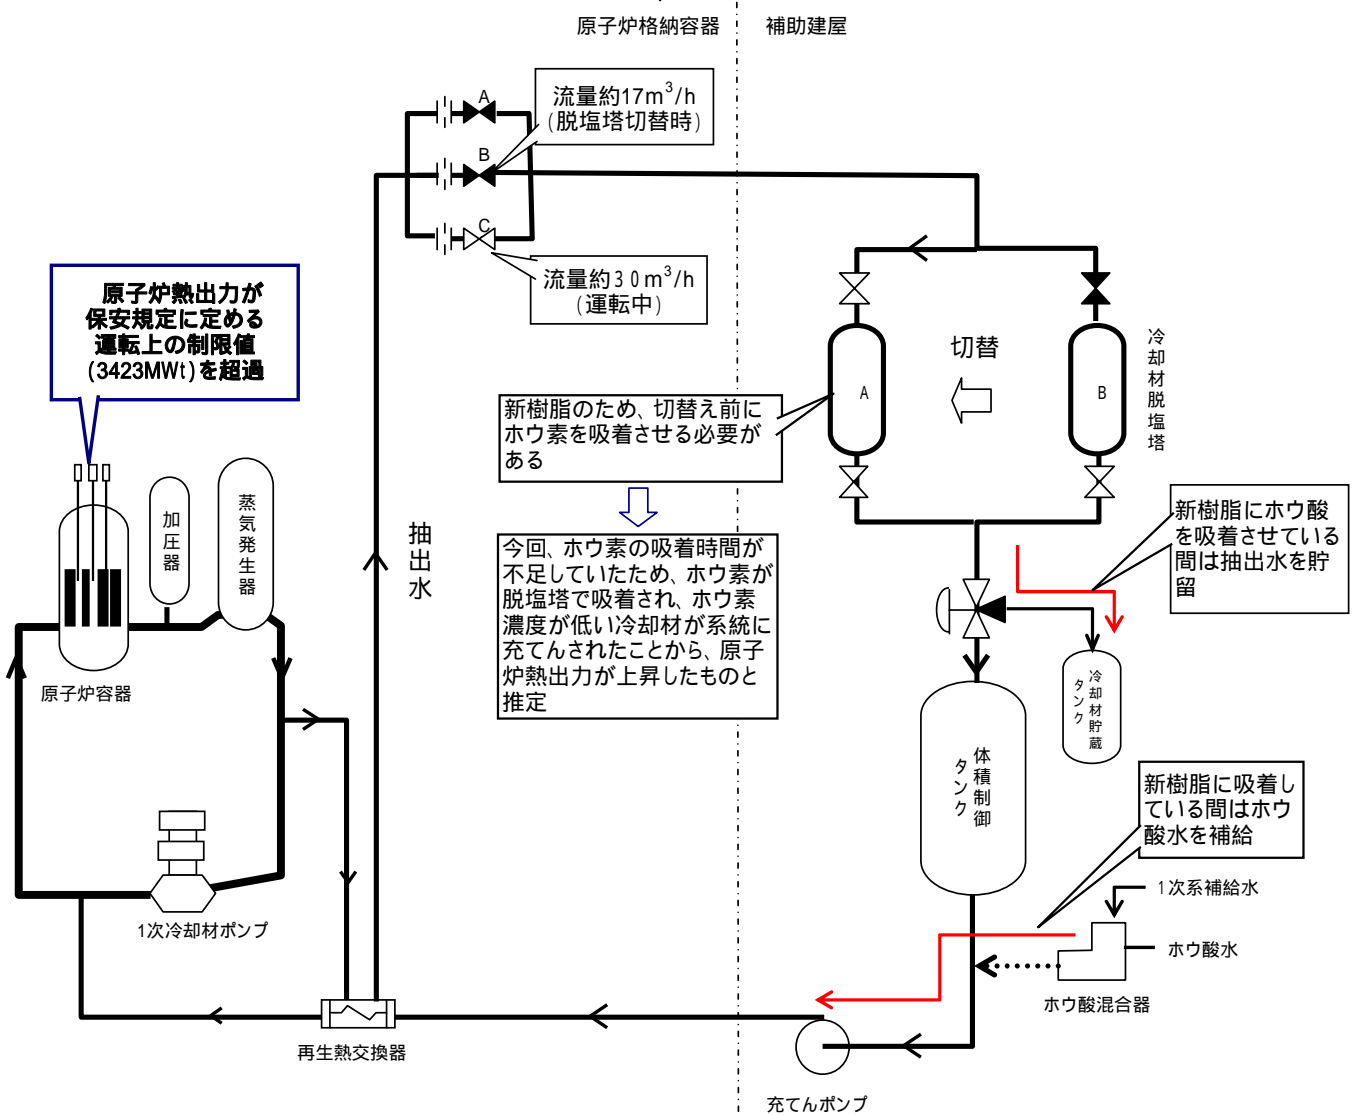 原子炉格納容器
補助建屋
流量約17m³/h
(脱塩塔切替時)
A
B
C
流量約30m³/h
(運転中)
原子炉熱出力が
保安規定に定める
運転上の制限値
(3423MWt)を超過
切替
A
B
冷却材脱塩塔
新樹脂のため、切替え前に
ホウ素を吸着させる必要が
ある
今回、ホウ素の吸着時間が
不足していたため、ホウ素が
脱塩塔で吸着され、ホウ素
濃度が低い冷却材が系統に
充てんされたことから、原子
炉熱出力が上昇したものと
推定
新樹脂にホウ酸
を吸着させている
間は抽出水を貯
留
加圧器
蒸気発生器
抽出水
原子炉容器
冷却材貯蔵
タンク
体積制御
タンク
新樹脂に吸着し
ている間はホウ
酸水を補給
1次系補給水
ホウ酸水
ホウ酸混合器
1次冷却材ポンプ
再生熱交換器
充てんポンプ